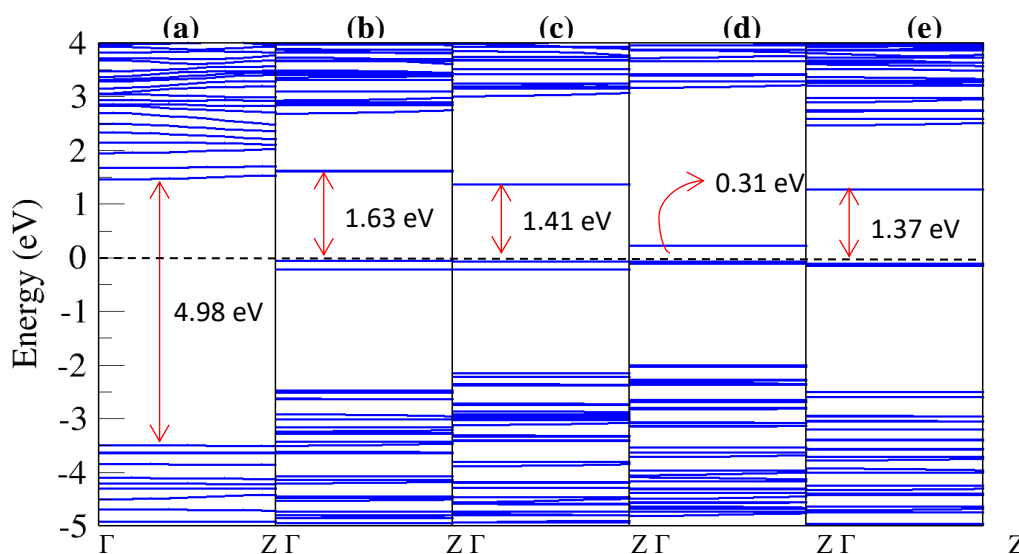 (a) (b) (c) (d) (e)
4
3
2
1
0
-1
-2
-3
-4
-5
Energy (eV)
4.98 eV
1.63 eV
1.41 eV
0.31 eV
1.37 eV
Γ Z Γ Z Γ Z Γ Z Γ Z